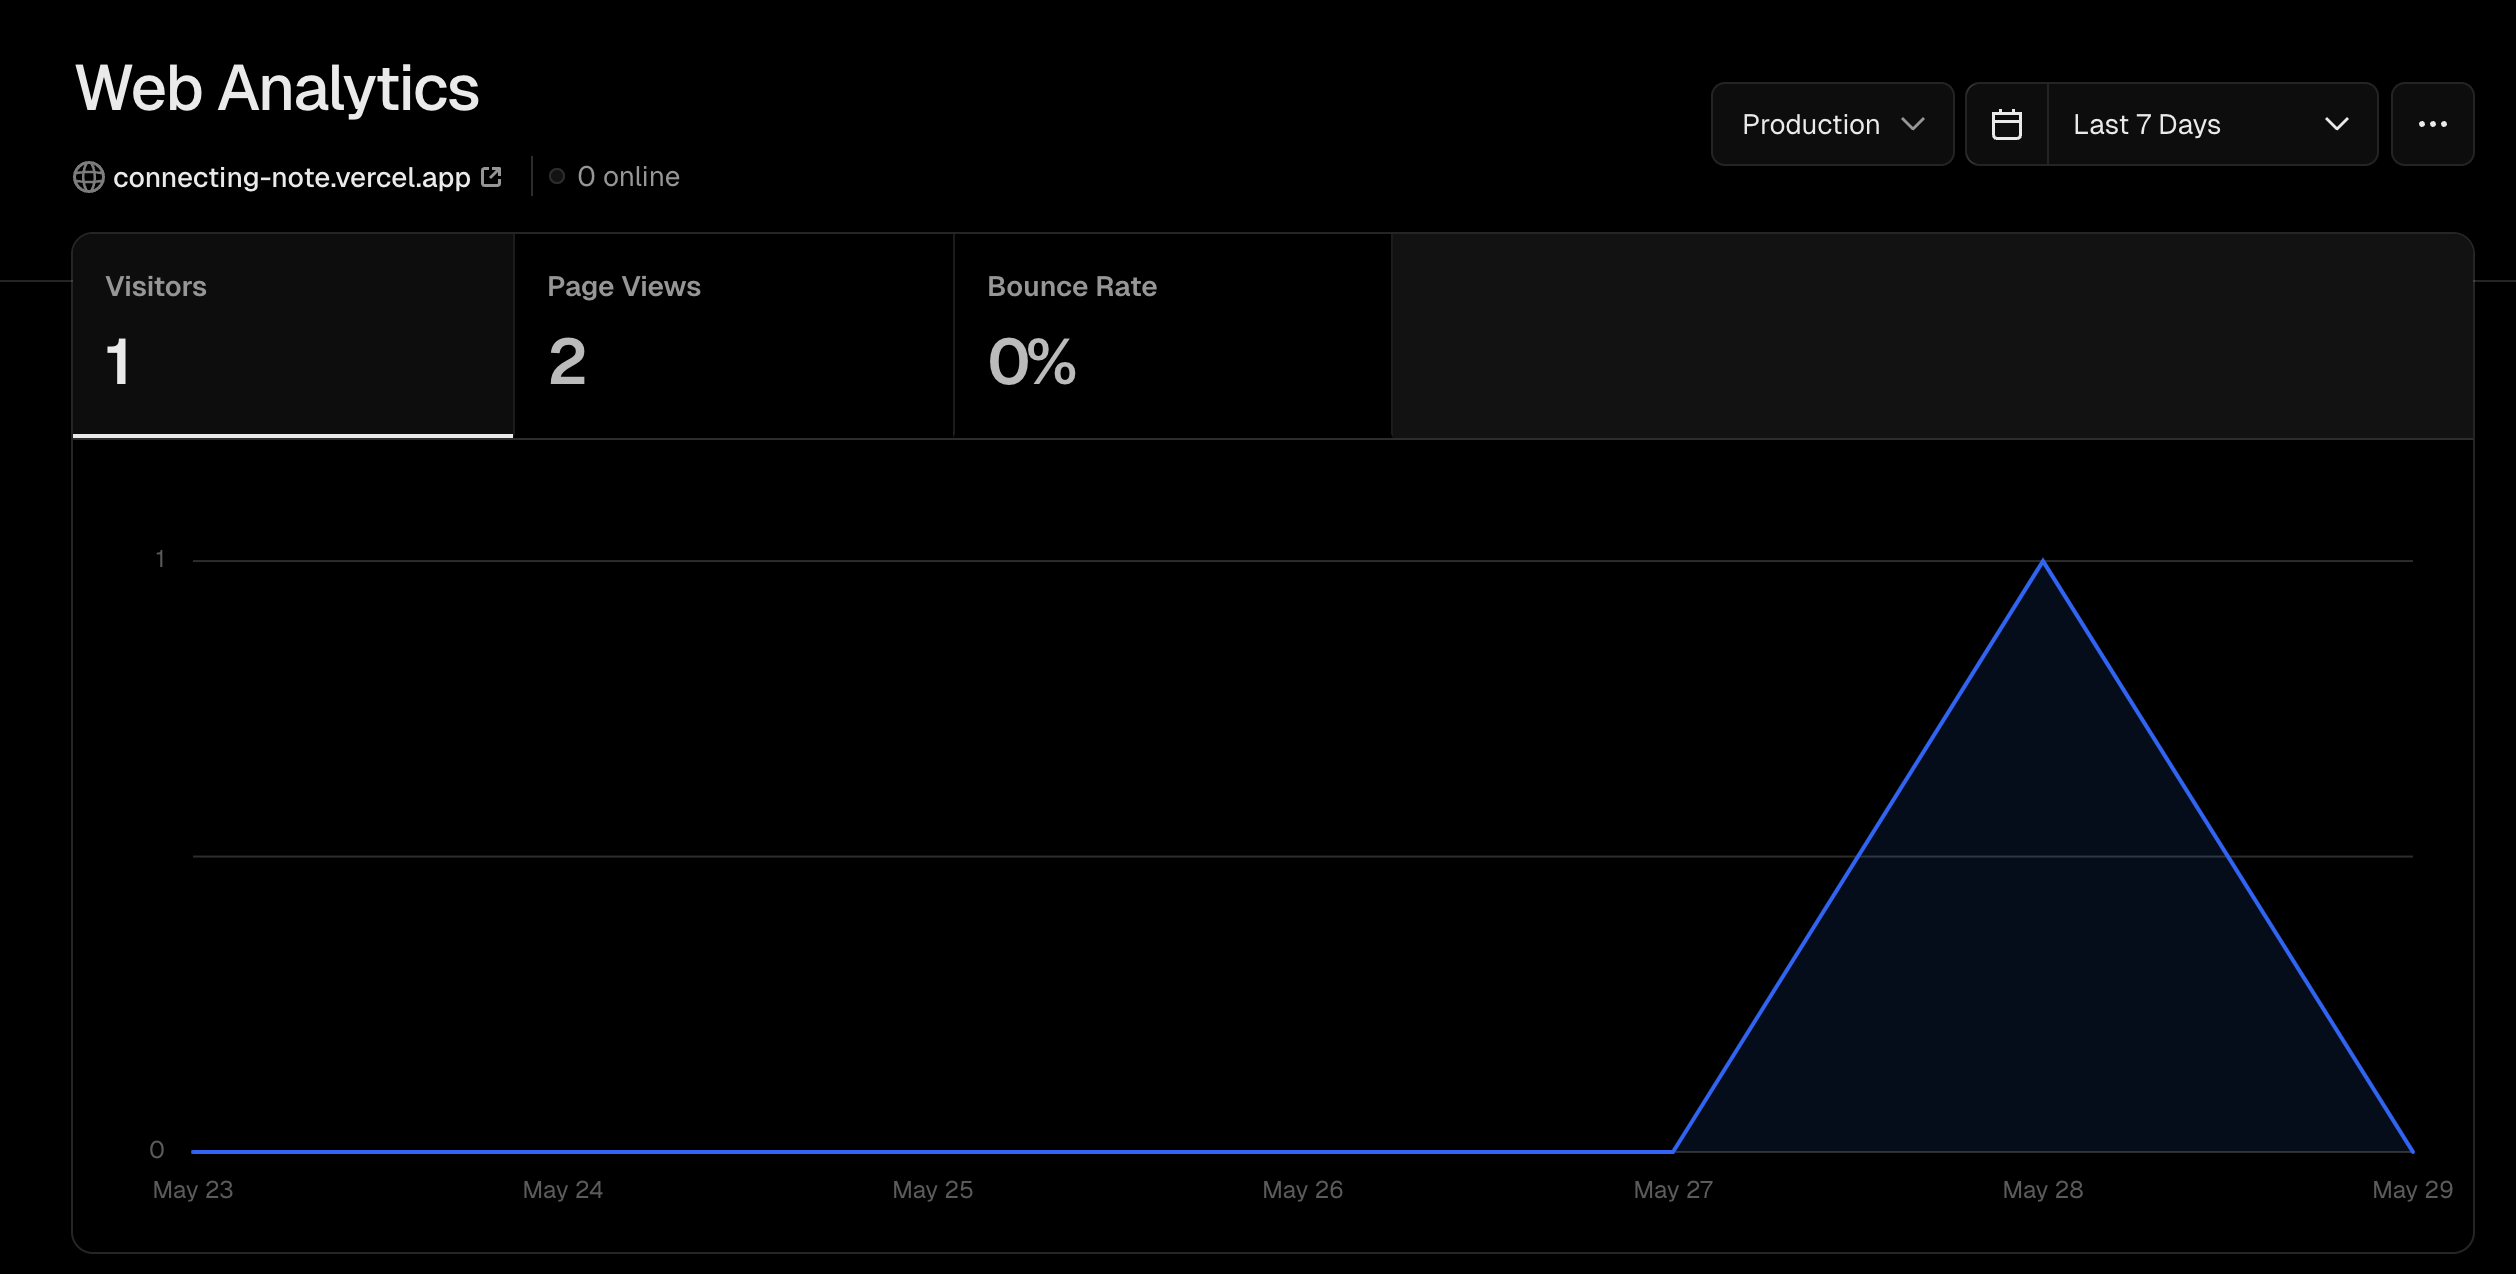 Web Analytics
Production
Last 7 Days
connecting-note.vercel.app
0 online
Visitors
Page Views
Bounce Rate
1
2
0%
1
0
May 23
May 24
May 25
May 26
May 27
May 28
May 29